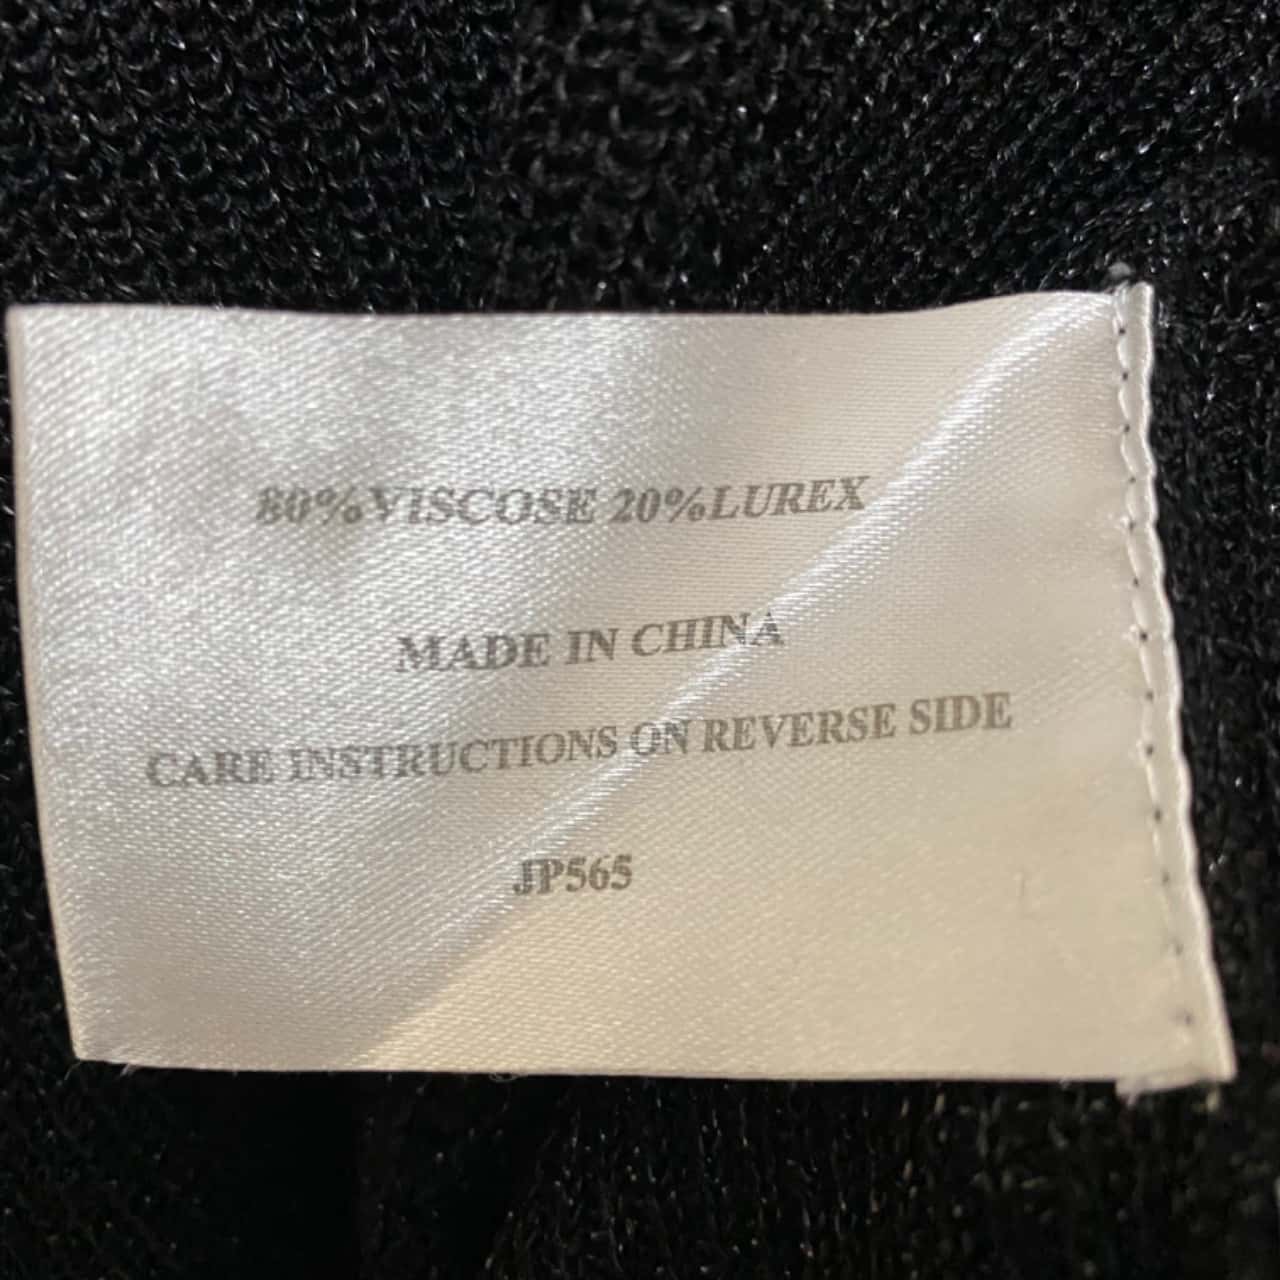 80%VISCOSE 20%LUREX
MADE IN CHINA
CARE INSTRUCTIONS ON REVERSE SIDE
JP565